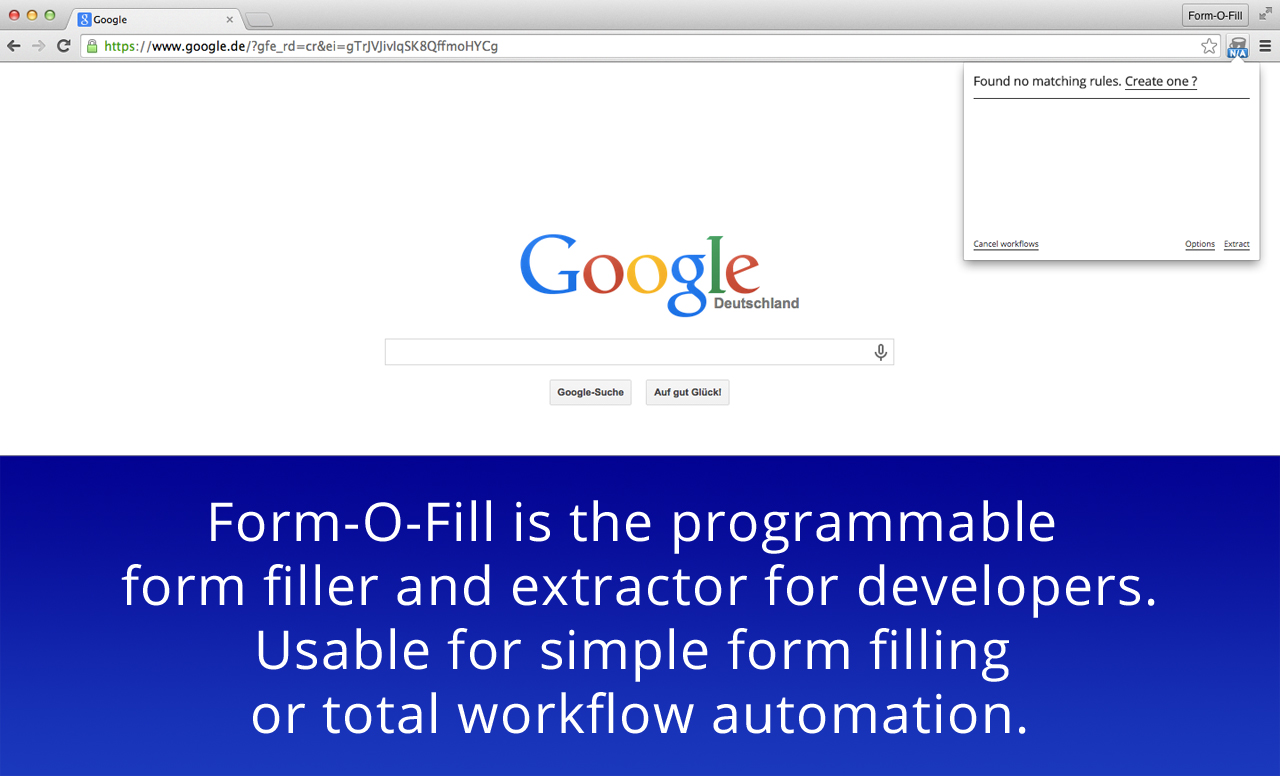 Google
Form-O-Fill
https://www.google.de/?gfe_rd=cr&ei=gTrJVJivIqSK8QffmoHYCg
N/A
Found no matching rules. Create one ?
Cancel workflows Options Extract
Google
Deutschland
Google-Suche Auf gut Glück!
Form-O-Fill is the programmable
form filler and extractor for developers.
Usable for simple form filling
or total workflow automation.